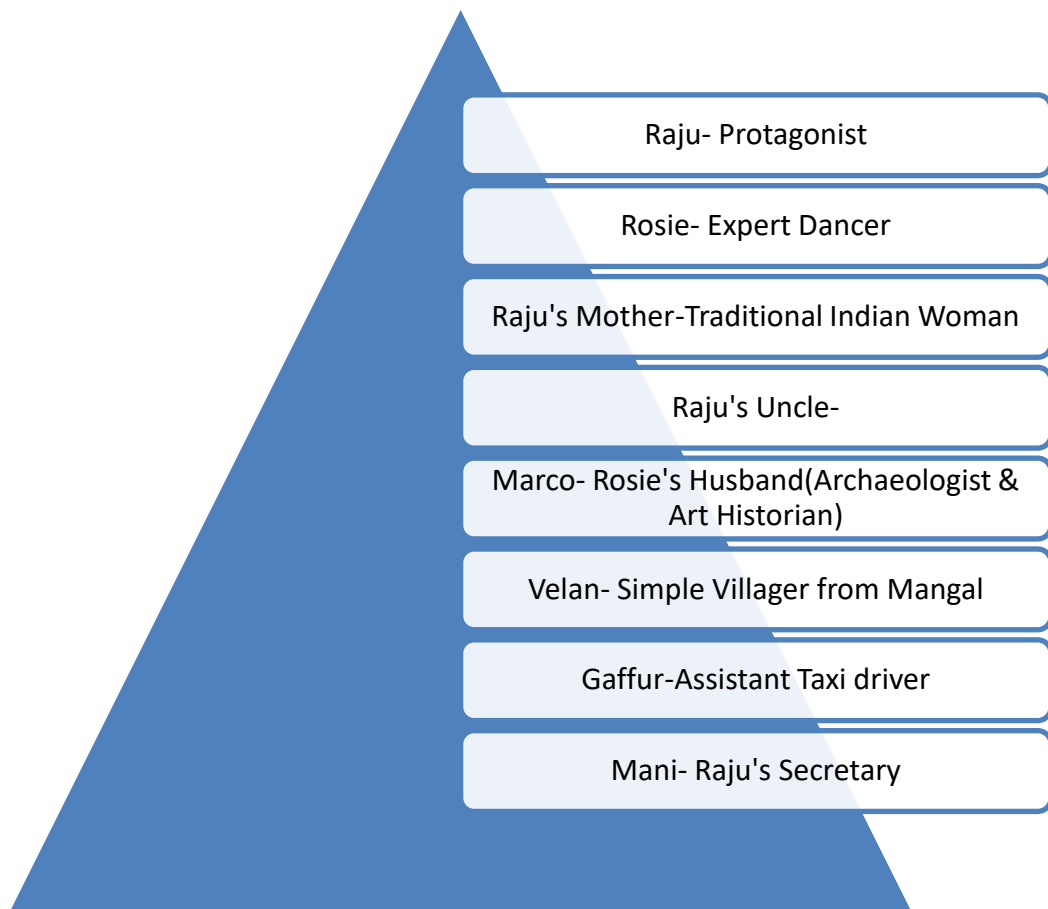 Raju- Protagonist
Rosie- Expert Dancer
Raju's Mother-Traditional Indian Woman
Raju's Uncle-
Marco- Rosie's Husband(Archaeologist &
Art Historian)
Velan- Simple Villager from Mangal
Gaffur-Assistant Taxi driver
Mani- Raju's Secretary